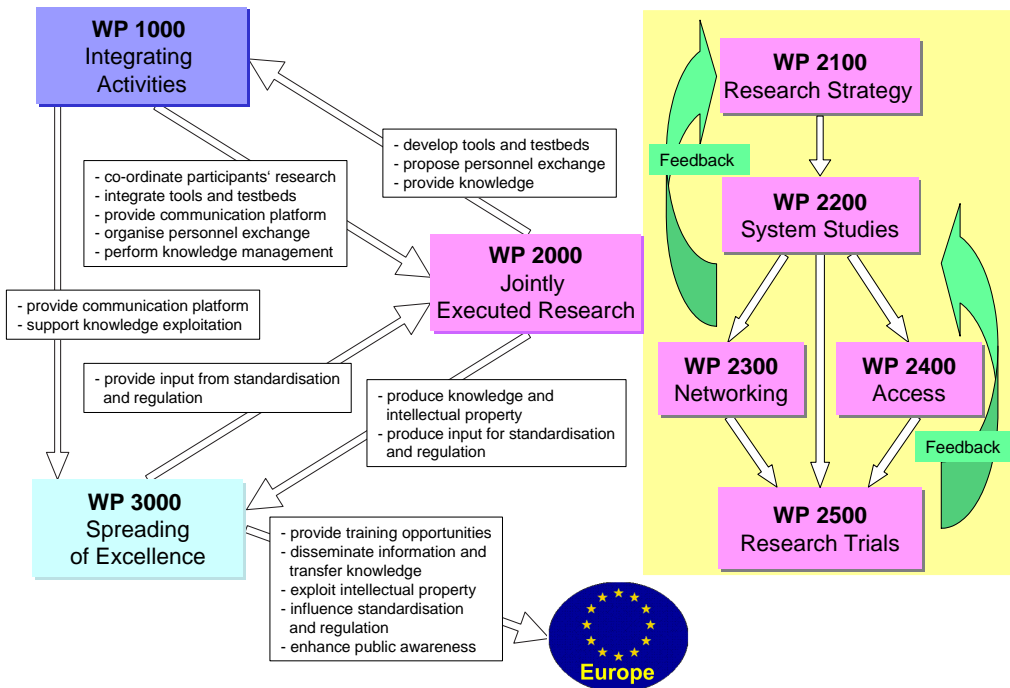 WP 1000
Integrating
Activities
- develop tools and testbeds
- propose personnel exchange
- provide knowledge
- co-ordinate participants‘ research
- integrate tools and testbeds
- provide communication platform
- organise personnel exchange
- perform knowledge management
WP 2000
Jointly
Executed Research
- provide communication platform
- support knowledge exploitation
- provide input from standardisation
and regulation
- produce knowledge and
intellectual property
- produce input for standardisation
and regulation
WP 3000
Spreading
of Excellence
- provide training opportunities
- disseminate information and
transfer knowledge
- exploit intellectual property
- influence standardisation
and regulation
- enhance public awareness
Europe
WP 2100
Research Strategy
Feedback
WP 2200
System Studies
WP 2300
Networking
WP 2400
Access
Feedback
WP 2500
Research Trials